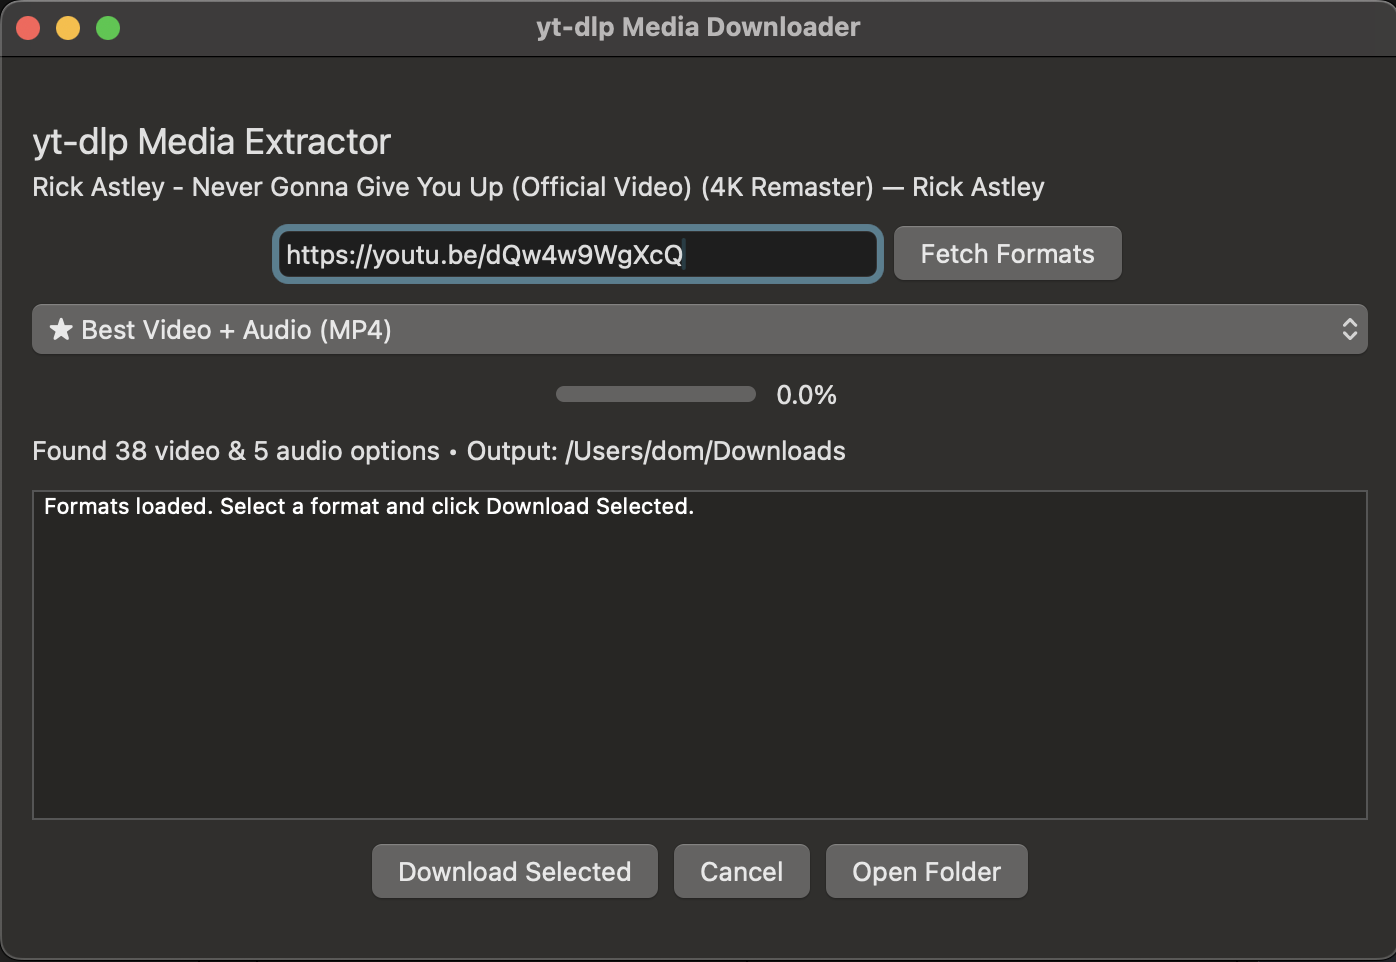 yt-dlp Media Downloader
yt-dlp Media Extractor
Rick Astley - Never Gonna Give You Up (Official Video) (4K Remaster) — Rick Astley
https://youtu.be/dQw4w9WgXcQ
Fetch Formats
★ Best Video + Audio (MP4)
0.0%
Found 38 video & 5 audio options • Output: /Users/dom/Downloads
Formats loaded. Select a format and click Download Selected.
Download Selected
Cancel
Open Folder